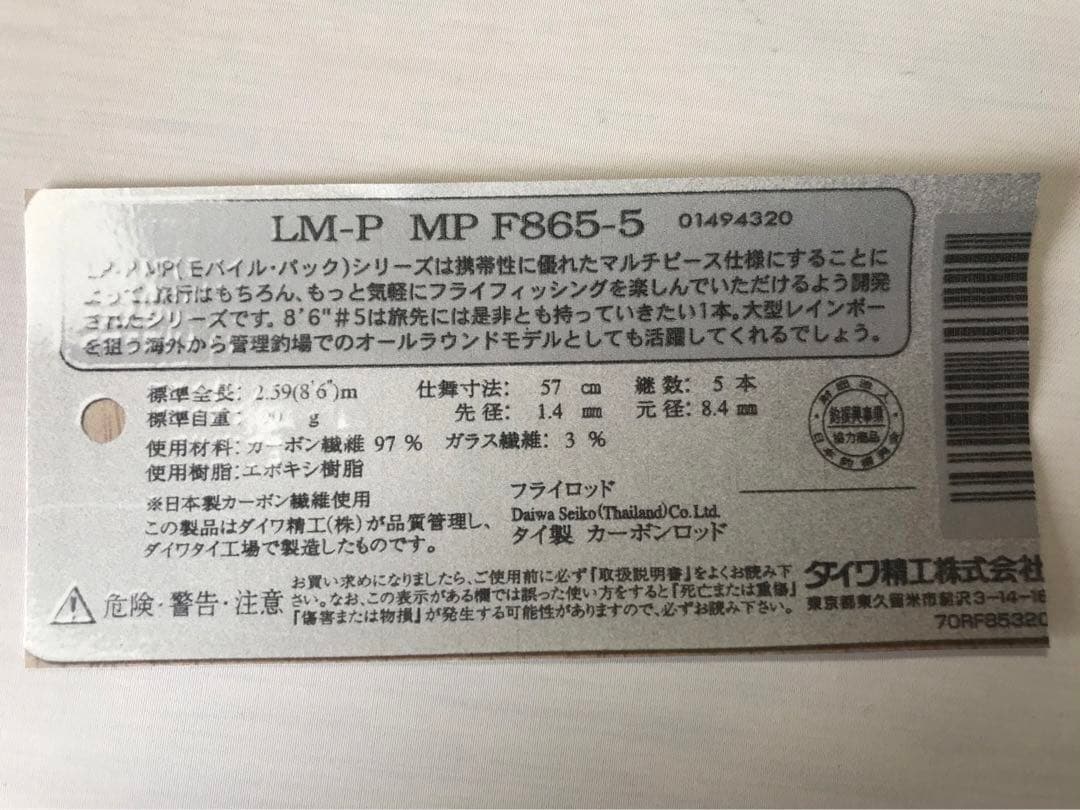 LM-P MP F865-5 01494320
MP(モバイル・パック)シリーズは携帯性に優れたマルチピース仕様にすることに
旅行はもちろん、もっと気軽にフライフィッシングを楽しんでいただけるよう開発
されたシリーズです。8'6"#5は旅先には是非とも持っていきたい1本。大型レインボー
を狙う海外から管理釣場でのオールラウンドモデルとしても活躍してくれるでしょう。
標準全長: 2.59(8'6")m 仕舞寸法: 57 cm 継数: 5 本
標準自重: g 先径: 1.4 mm 元径: 8.4 mm
使用材料: カーボン繊維 97 % ガラス繊維: 3 %
使用樹脂: エポキシ樹脂
※日本製カーボン繊維使用
この製品はダイワ精工(株)が品質管理し、
ダイワタイ工場で製造したものです。
フライロッド
Daiwa Seiko (Thailand) Co. Ltd.
タイ製 カーボンロッド
協力商品
危険・警告・注意
お買い求めになりましたら、ご使用前に必ず『取扱説明書』をよくお読み下
さい。なお、この表示がある欄では誤った使い方をすると『死亡または重傷』
『傷害または物損』が発生する可能性がありますので、必ずお読み下さい。
ダイワ精工株式会社
東京都東久留米市前沢3-14-16
70RF85320